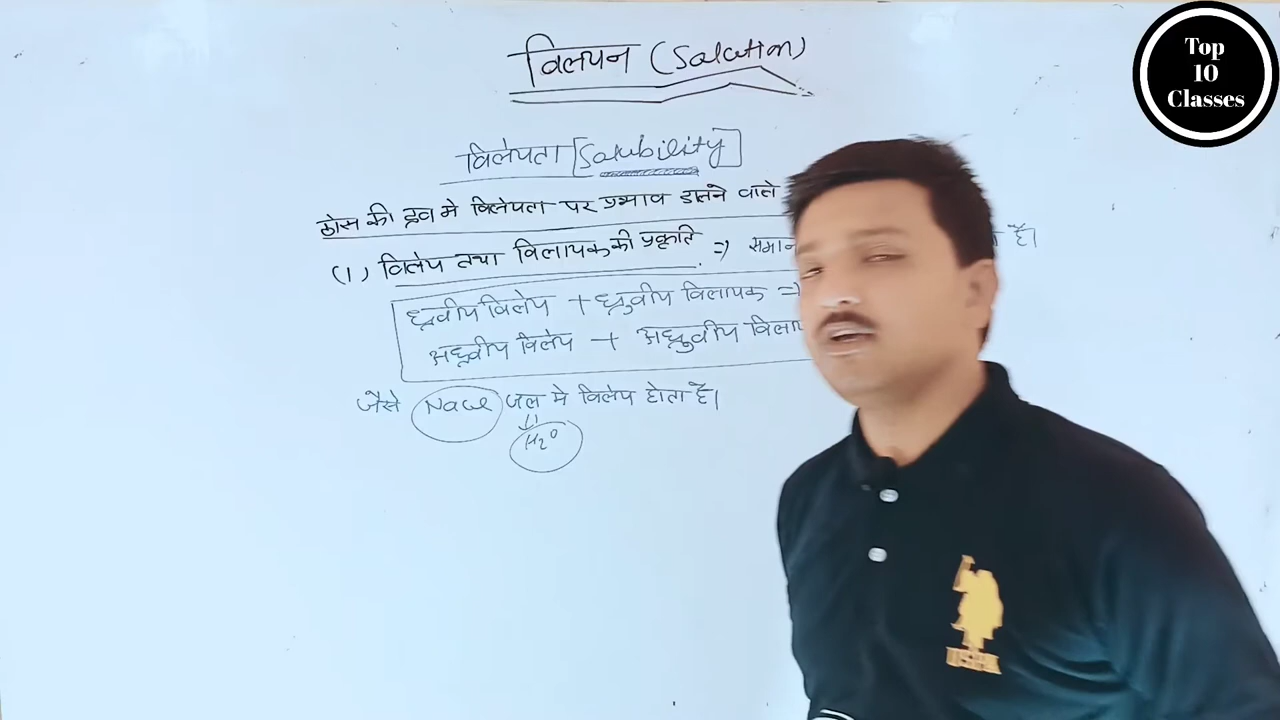 विलयन (Solution)
विलेयता [Solubility]
ठोस की द्रव मे विलेयता पर प्रभाव डालने वाले
(1) विलेय तथा विलायक की प्रकृति => समान है।
ध्रुवीय विलेय + ध्रुवीय विलायक =>
अध्रुवीय विलेय + अध्रुवीय विलाय
जैसे NaCl जल मे विलेय होता है।
H2O
Top
10
Classes